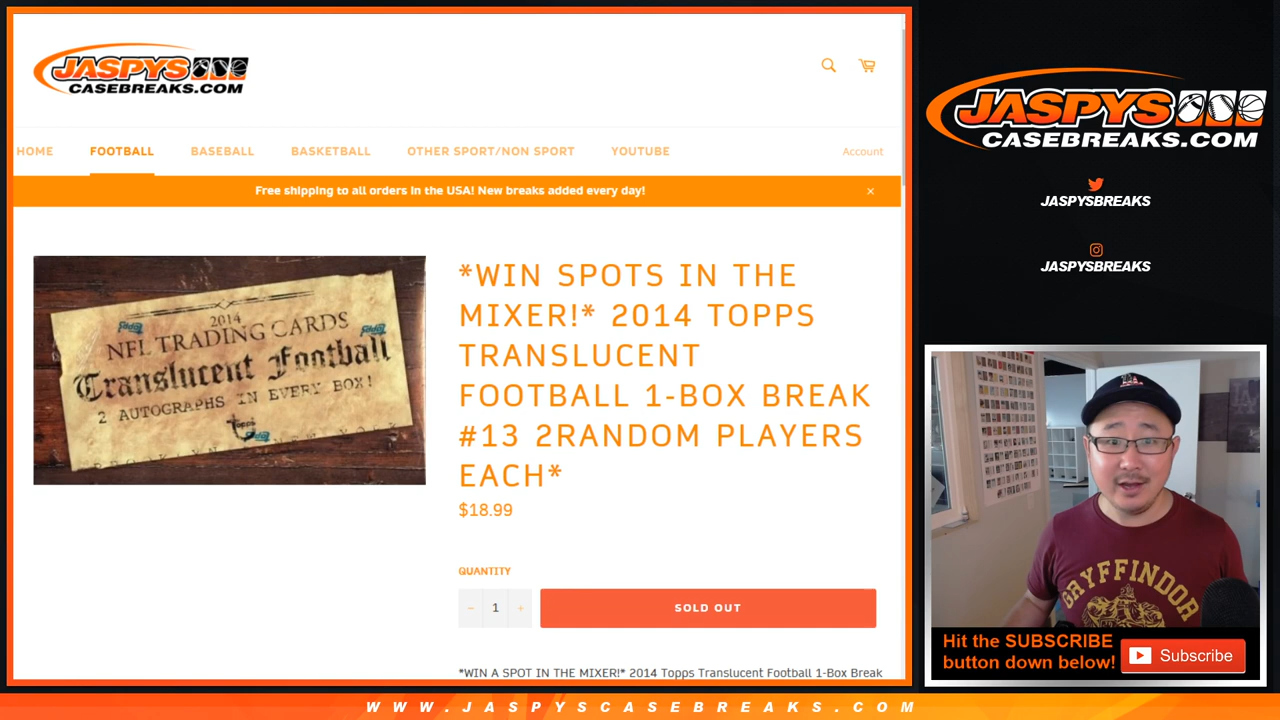 JASPYS
CASEBREAKS.COM
HOME FOOTBALL BASEBALL BASKETBALL OTHER SPORT/NON SPORT YOUTUBE Account
Free shipping to all orders in the USA! New breaks added every day! ×
2014
NFL TRADING CARDS
Translucent Football
2 AUTOGRAPHS IN EVERY BOX!
Topps
*WIN SPOTS IN THE
MIXER!* 2014 TOPPS
TRANSLUCENT
FOOTBALL 1-BOX BREAK
#13 2RANDOM PLAYERS
EACH*
$18.99
QUANTITY
− 1 + SOLD OUT
*WIN A SPOT IN THE MIXER!* 2014 Topps Translucent Football 1-Box Break
JASPYS
CASEBREAKS.COM
JASPYSBREAKS
JASPYSBREAKS
GRYFFINDOR
Hit the SUBSCRIBE
button down below!
Subscribe
WWW.JASPYSCASEBREAKS.COM